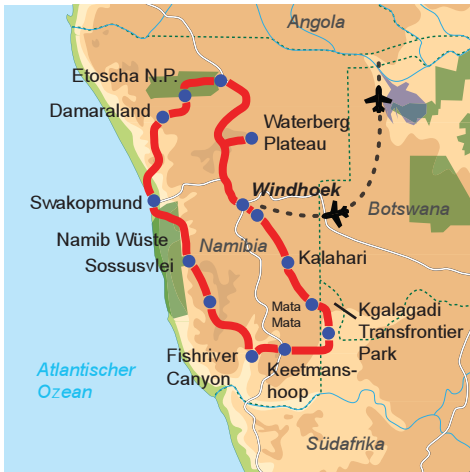 Angola
Etoscha N.P.
Damaraland
Waterberg
Plateau
Windhoek
Swakopmund
Botswana
Namib Wüste
Namibia
Sossusvlei
Kalahari
Mata
Mata
Kgalagadi
Transfrontier
Park
Fishriver
Canyon
Keetmans-
hoop
Atlantischer
Ozean
Südafrika